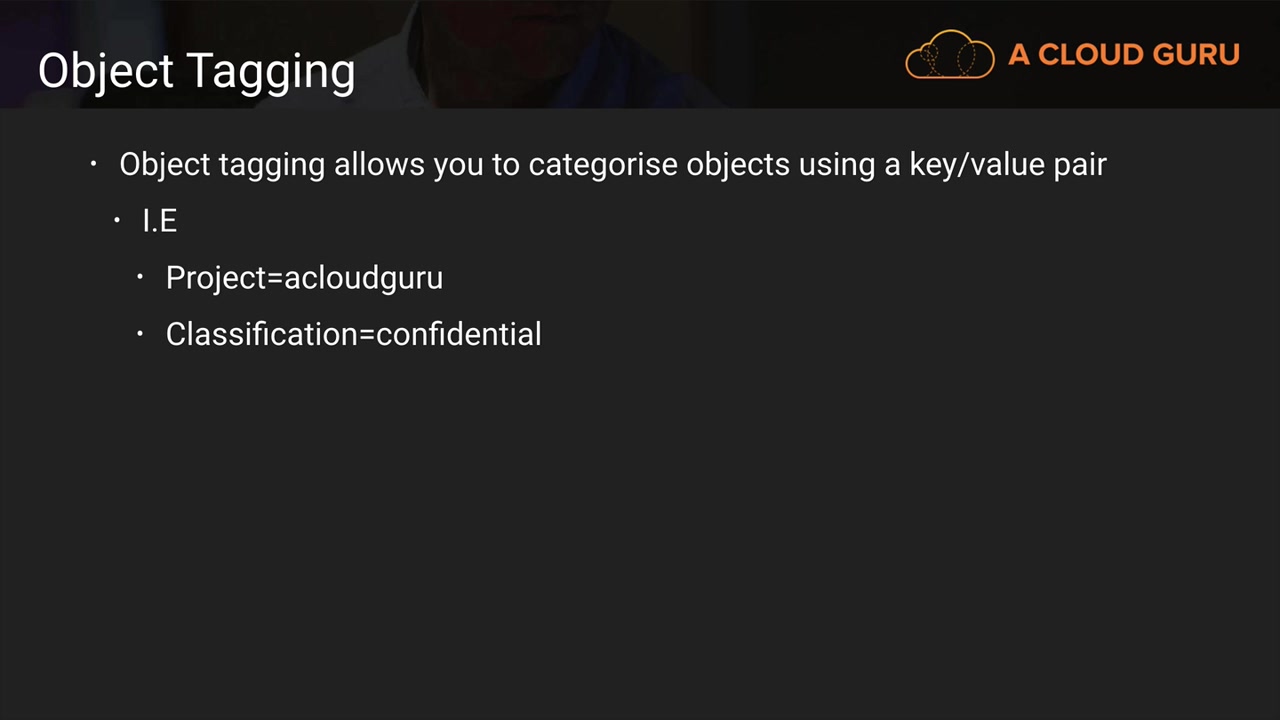 Object Tagging
A CLOUD GURU
Object tagging allows you to categorise objects using a key/value pair
I.E
Project=acloudguru
Classification=confidential